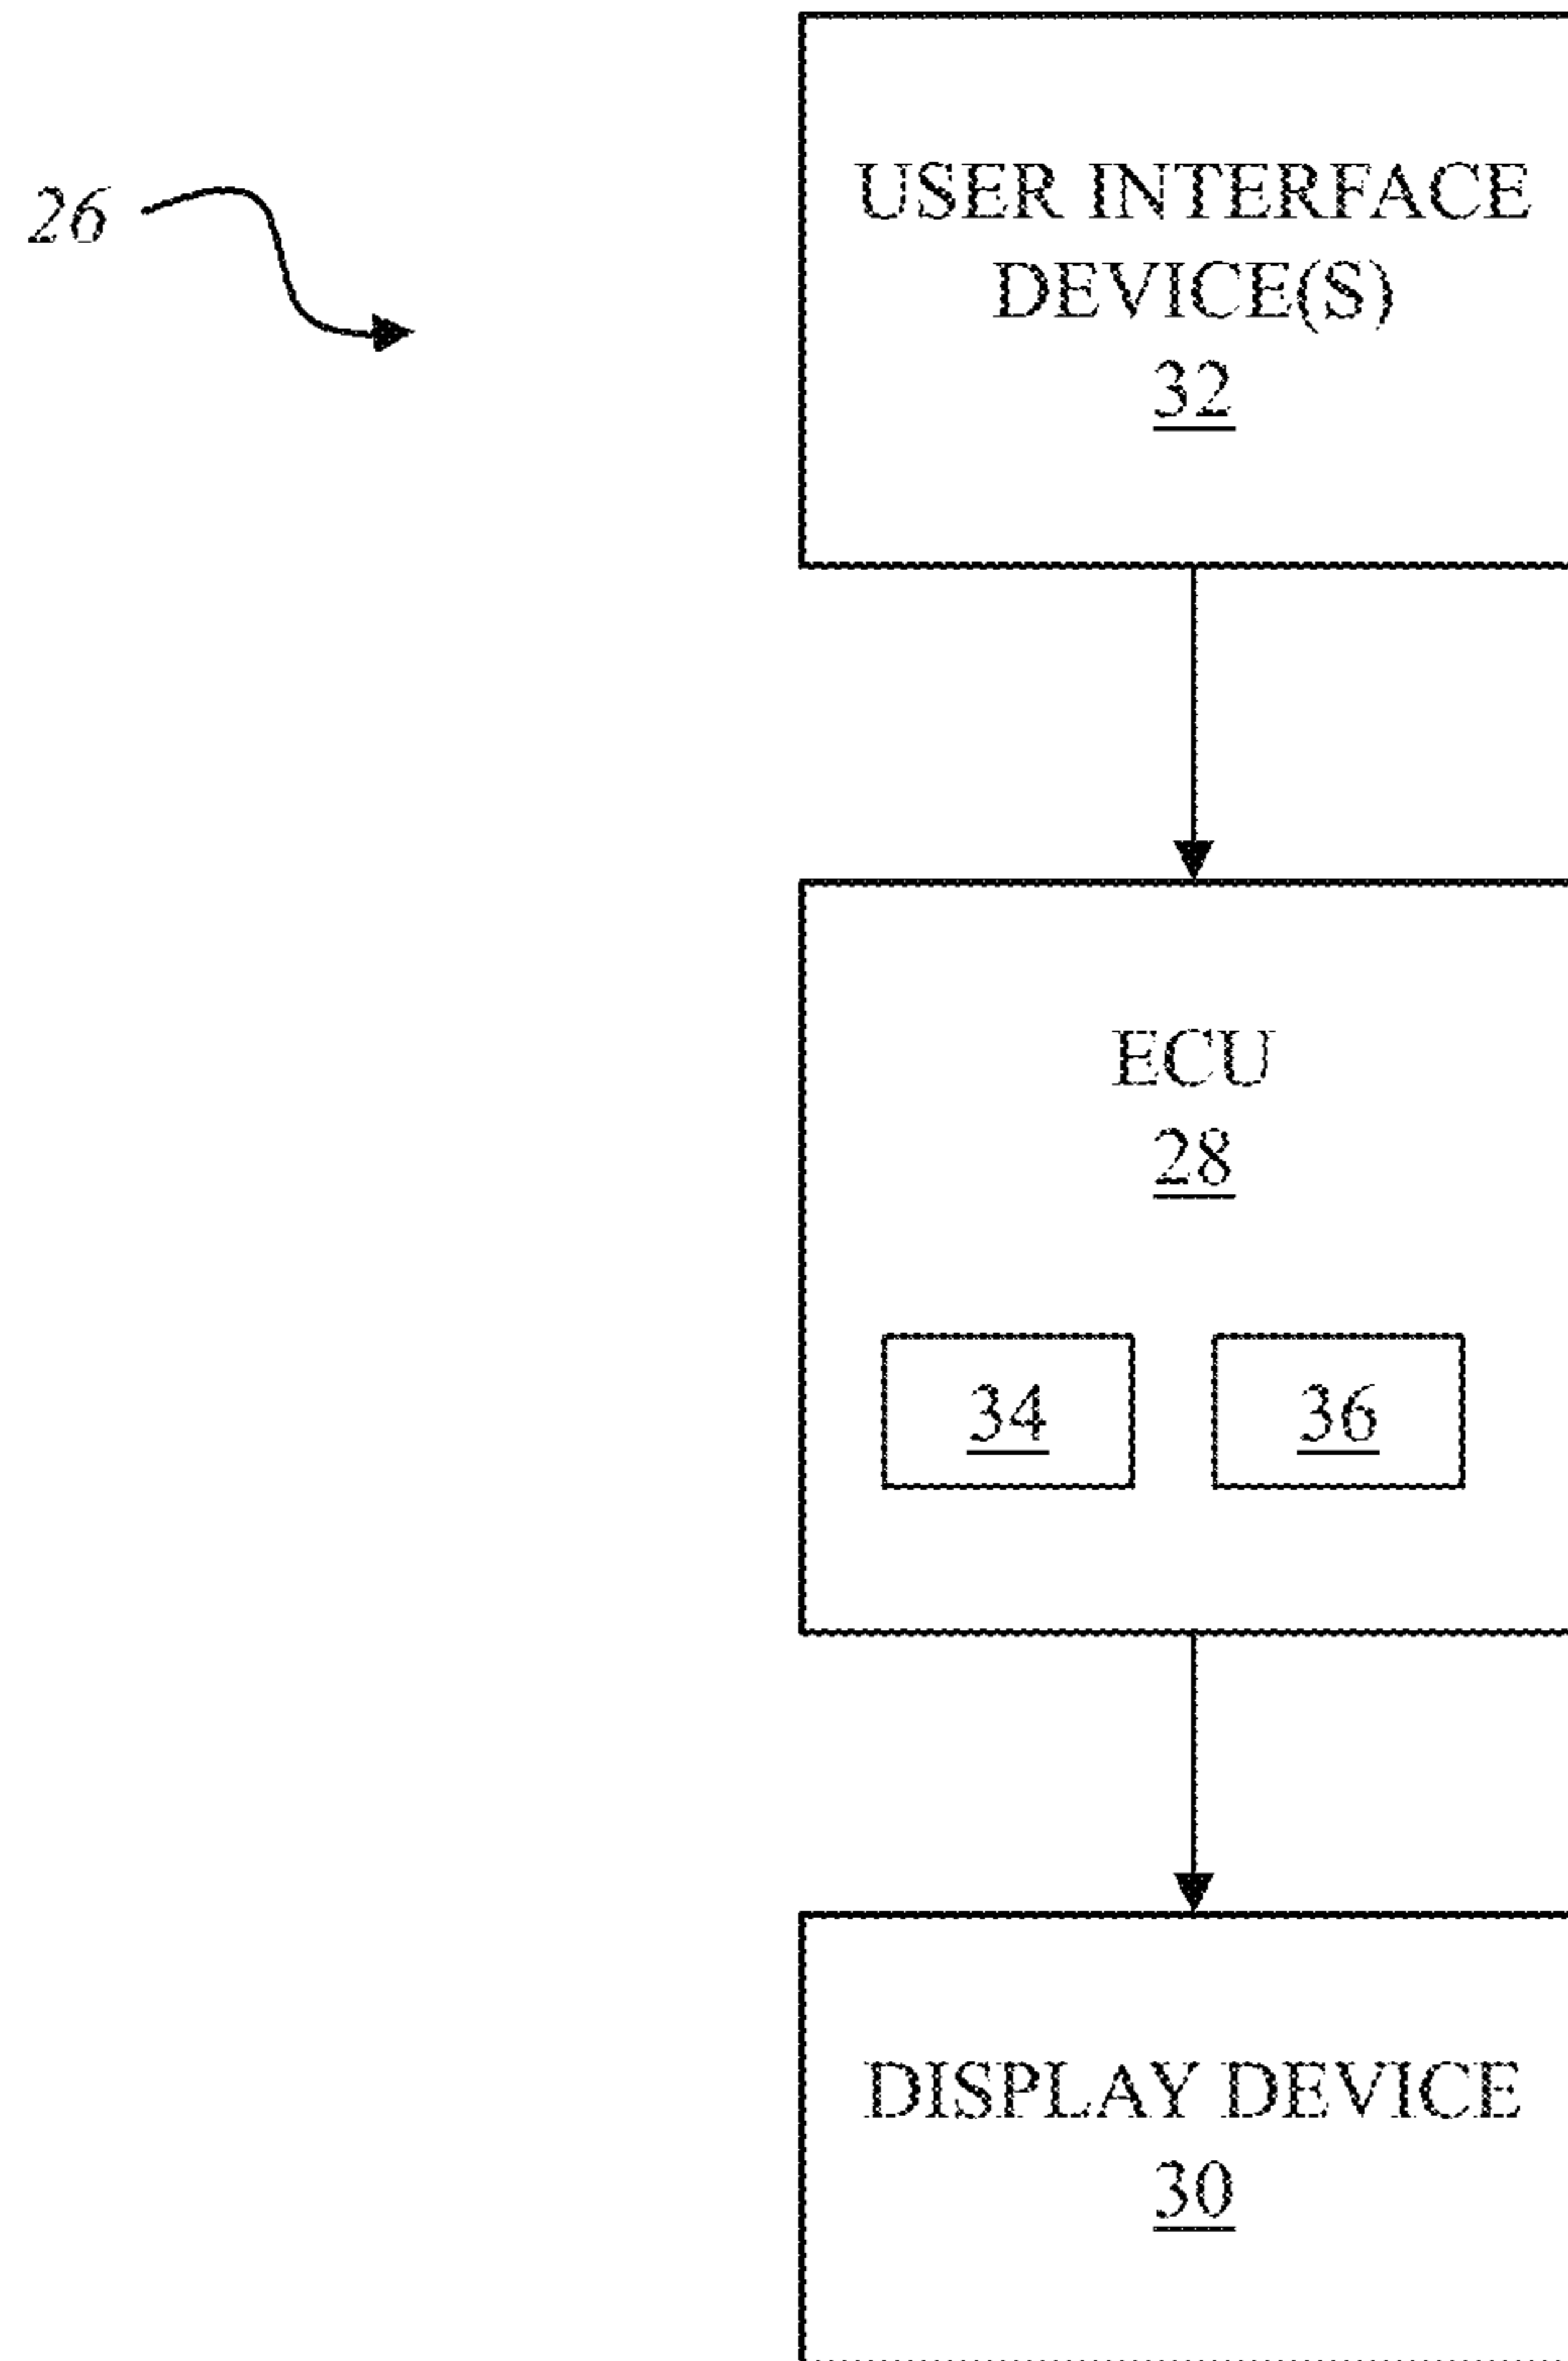 26
USER INTERFACE
DEVICE(S)
32
ECU
28
34 36
DISPLAY DEVICE
30